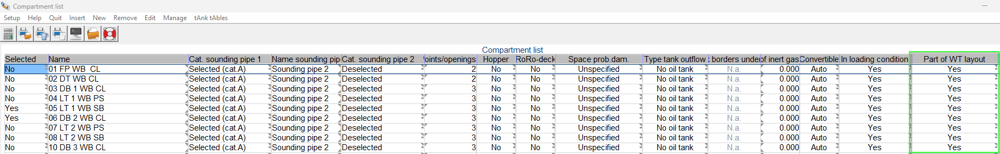 Compartment list
Setup Help Quit Insert New Remove Edit Manage tAnk tAbles
Compartment list
Selected Name Cat. sounding pipe 1 Name sounding pip Cat. sounding pipe 2 oints/openings Hopper RoRo-deck Space prob.dam. Type tank outflow borders under of inert gas Convertible In loading condition Part of WT layout
No 01 FP WB CL Selected (cat.A) Sounding pipe 2 Deselected 2 No No Unspecified No oil tank N.a. 0.000 Auto Yes Yes
No 02 DT WB CL Selected (cat.A) Sounding pipe 2 Deselected 2 No No Unspecified No oil tank N.a. 0.000 Auto Yes Yes
No 03 DB 1 WB CL Selected (cat.A) Sounding pipe 2 Deselected 3 No No Unspecified No oil tank N.a. 0.000 Auto Yes Yes
No 04 LT 1 WB PS Selected (cat.A) Sounding pipe 2 Deselected 3 No No Unspecified No oil tank N.a. 0.000 Auto Yes Yes
Yes 05 LT 1 WB SB Selected (cat.A) Sounding pipe 2 Deselected 3 No No Unspecified No oil tank N.a. 0.000 Auto Yes Yes
Yes 06 DB 2 WB CL Selected (cat.A) Sounding pipe 2 Deselected 3 No No Unspecified No oil tank N.a. 0.000 Auto Yes Yes
No 07 LT 2 WB PS Selected (cat.A) Sounding pipe 2 Deselected 3 No No Unspecified No oil tank N.a. 0.000 Auto Yes Yes
No 08 LT 2 WB SB Selected (cat.A) Sounding pipe 2 Deselected 3 No No Unspecified No oil tank N.a. 0.000 Auto Yes Yes
No 10 DB 3 WB CL Selected (cat.A) Sounding pipe 2 Deselected 3 No No Unspecified No oil tank N.a. 0.000 Auto Yes Yes